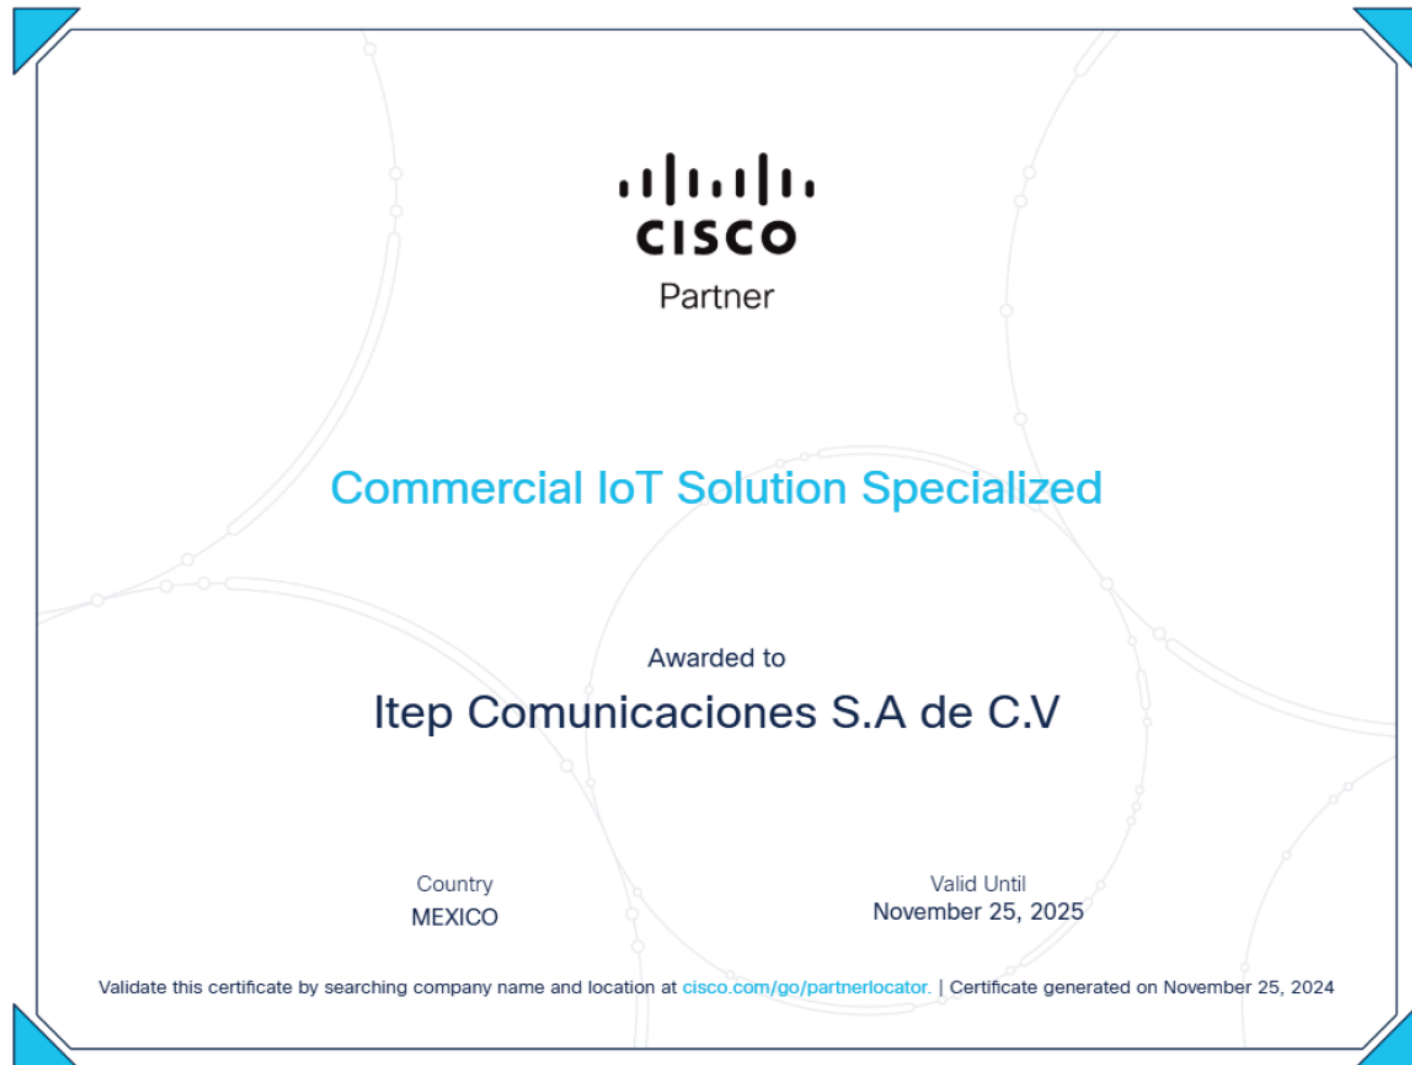 CISCO
Partner
Commercial IoT Solution Specialized
Awarded to
Itep Comunicaciones S.A de C.V
Country
MEXICO
Valid Until
November 25, 2025
Validate this certificate by searching company name and location at cisco.com/go/partnerlocator. | Certificate generated on November 25, 2024